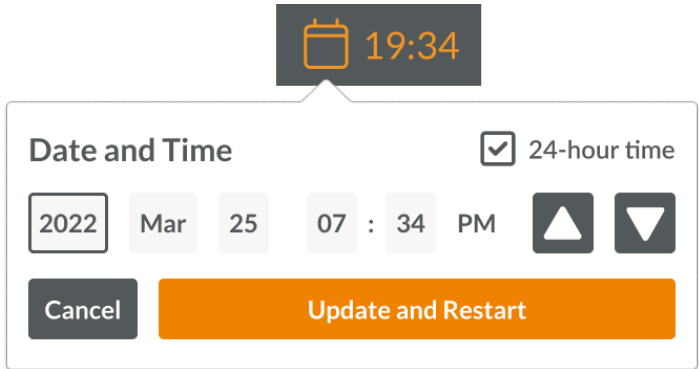 19:34
Date and Time 24-hour time
2022 Mar 25 07 : 34 PM
Cancel Update and Restart